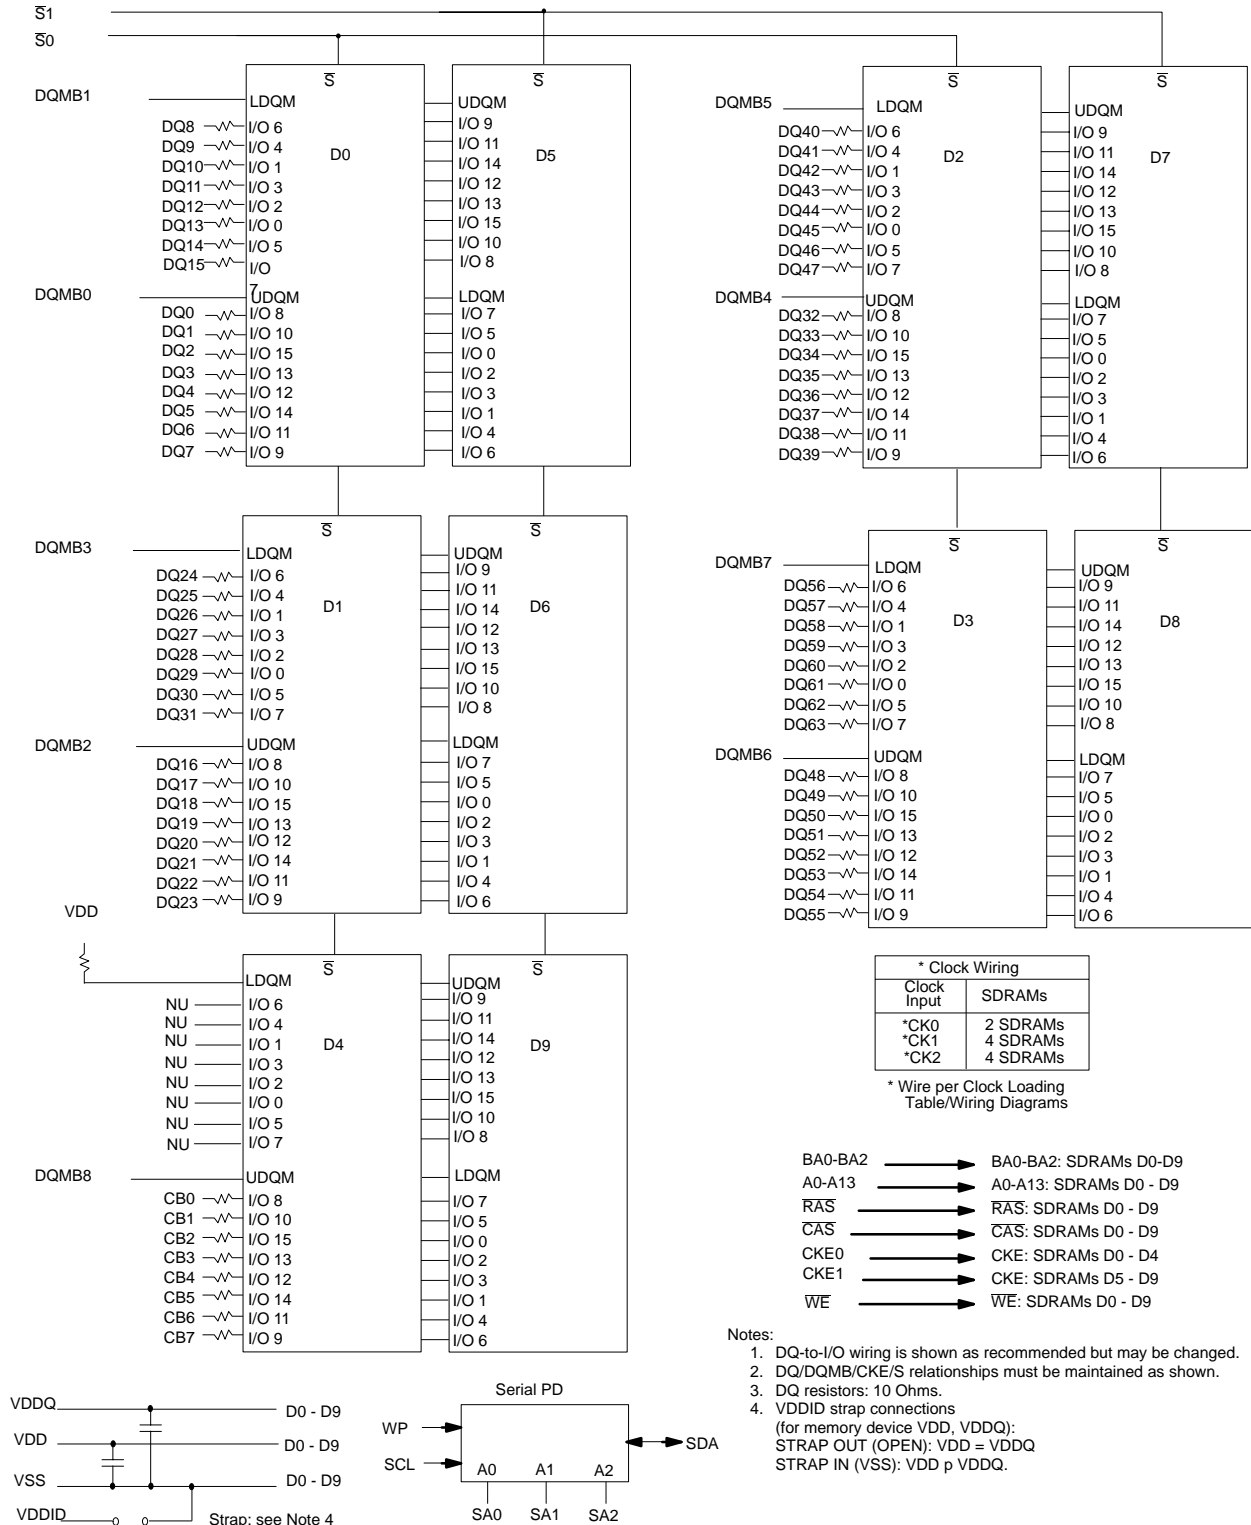 S1
S0
S
DQMB1
LDQM
DQ8 I/O 6
DQ9 I/O 4
DQ10 I/O 1
DQ11 I/O 3
DQ12 I/O 2
DQ13 I/O 0
DQ14 I/O 5
DQ15 I/O
7
D0
DQMB0
UDQM
DQ0 I/O 8
DQ1 I/O 10
DQ2 I/O 15
DQ3 I/O 13
DQ4 I/O 12
DQ5 I/O 14
DQ6 I/O 11
DQ7 I/O 9
S
UDQM
I/O 9
I/O 11
I/O 14
I/O 12
I/O 13
I/O 15
I/O 10
I/O 8
D5
LDQM
I/O 7
I/O 5
I/O 0
I/O 2
I/O 3
I/O 1
I/O 4
I/O 6
S
DQMB5
LDQM
DQ40 I/O 6
DQ41 I/O 4
DQ42 I/O 1
DQ43 I/O 3
DQ44 I/O 2
DQ45 I/O 0
DQ46 I/O 5
DQ47 I/O 7
D2
DQMB4
UDQM
DQ32 I/O 8
DQ33 I/O 10
DQ34 I/O 15
DQ35 I/O 13
DQ36 I/O 12
DQ37 I/O 14
DQ38 I/O 11
DQ39 I/O 9
S
UDQM
I/O 9
I/O 11
I/O 14
I/O 12
I/O 13
I/O 15
I/O 10
I/O 8
D7
LDQM
I/O 7
I/O 5
I/O 0
I/O 2
I/O 3
I/O 1
I/O 4
I/O 6
S
DQMB3
LDQM
DQ24 I/O 6
DQ25 I/O 4
DQ26 I/O 1
DQ27 I/O 3
DQ28 I/O 2
DQ29 I/O 0
DQ30 I/O 5
DQ31 I/O 7
D1
DQMB2
UDQM
DQ16 I/O 8
DQ17 I/O 10
DQ18 I/O 15
DQ19 I/O 13
DQ20 I/O 12
DQ21 I/O 14
DQ22 I/O 11
DQ23 I/O 9
S
UDQM
I/O 9
I/O 11
I/O 14
I/O 12
I/O 13
I/O 15
I/O 10
I/O 8
D6
LDQM
I/O 7
I/O 5
I/O 0
I/O 2
I/O 3
I/O 1
I/O 4
I/O 6
S
DQMB7
LDQM
DQ56 I/O 6
DQ57 I/O 4
DQ58 I/O 1
DQ59 I/O 3
DQ60 I/O 2
DQ61 I/O 0
DQ62 I/O 5
DQ63 I/O 7
D3
DQMB6
UDQM
DQ48 I/O 8
DQ49 I/O 10
DQ50 I/O 15
DQ51 I/O 13
DQ52 I/O 12
DQ53 I/O 14
DQ54 I/O 11
DQ55 I/O 9
S
UDQM
I/O 9
I/O 11
I/O 14
I/O 12
I/O 13
I/O 15
I/O 10
I/O 8
D8
LDQM
I/O 7
I/O 5
I/O 0
I/O 2
I/O 3
I/O 1
I/O 4
I/O 6
VDD
S
LDQM
NU I/O 6
NU I/O 4
NU I/O 1
NU I/O 3
NU I/O 2
NU I/O 0
NU I/O 5
NU I/O 7
D4
DQMB8
UDQM
CB0 I/O 8
CB1 I/O 10
CB2 I/O 15
CB3 I/O 13
CB4 I/O 12
CB5 I/O 14
CB6 I/O 11
CB7 I/O 9
S
UDQM
I/O 9
I/O 11
I/O 14
I/O 12
I/O 13
I/O 15
I/O 10
I/O 8
D9
LDQM
I/O 7
I/O 5
I/O 0
I/O 2
I/O 3
I/O 1
I/O 4
I/O 6
* Clock Wiring
Clock Input SDRAMs
*CK0 2 SDRAMs
*CK1 4 SDRAMs
*CK2 4 SDRAMs
* Wire per Clock Loading
Table/Wiring Diagrams
BA0-BA2 BA0-BA2: SDRAMs D0-D9
A0-A13 A0-A13: SDRAMs D0 - D9
RAS RAS: SDRAMs D0 - D9
CAS CAS: SDRAMs D0 - D9
CKE0 CKE: SDRAMs D0 - D4
CKE1 CKE: SDRAMs D5 - D9
WE WE: SDRAMs D0 - D9
Notes:
1. DQ-to-I/O wiring is shown as recommended but may be changed.
2. DQ/DQMB/CKE/S relationships must be maintained as shown.
3. DQ resistors: 10 Ohms.
4. VDDID strap connections
(for memory device VDD, VDDQ):
STRAP OUT (OPEN): VDD = VDDQ
STRAP IN (VSS): VDD p VDDQ.
VDDQ D0 - D9
VDD D0 - D9
VSS D0 - D9
VDDID Strap: see Note 4
Serial PD
WP
SCL
SDA
A0 A1 A2
SA0 SA1 SA2